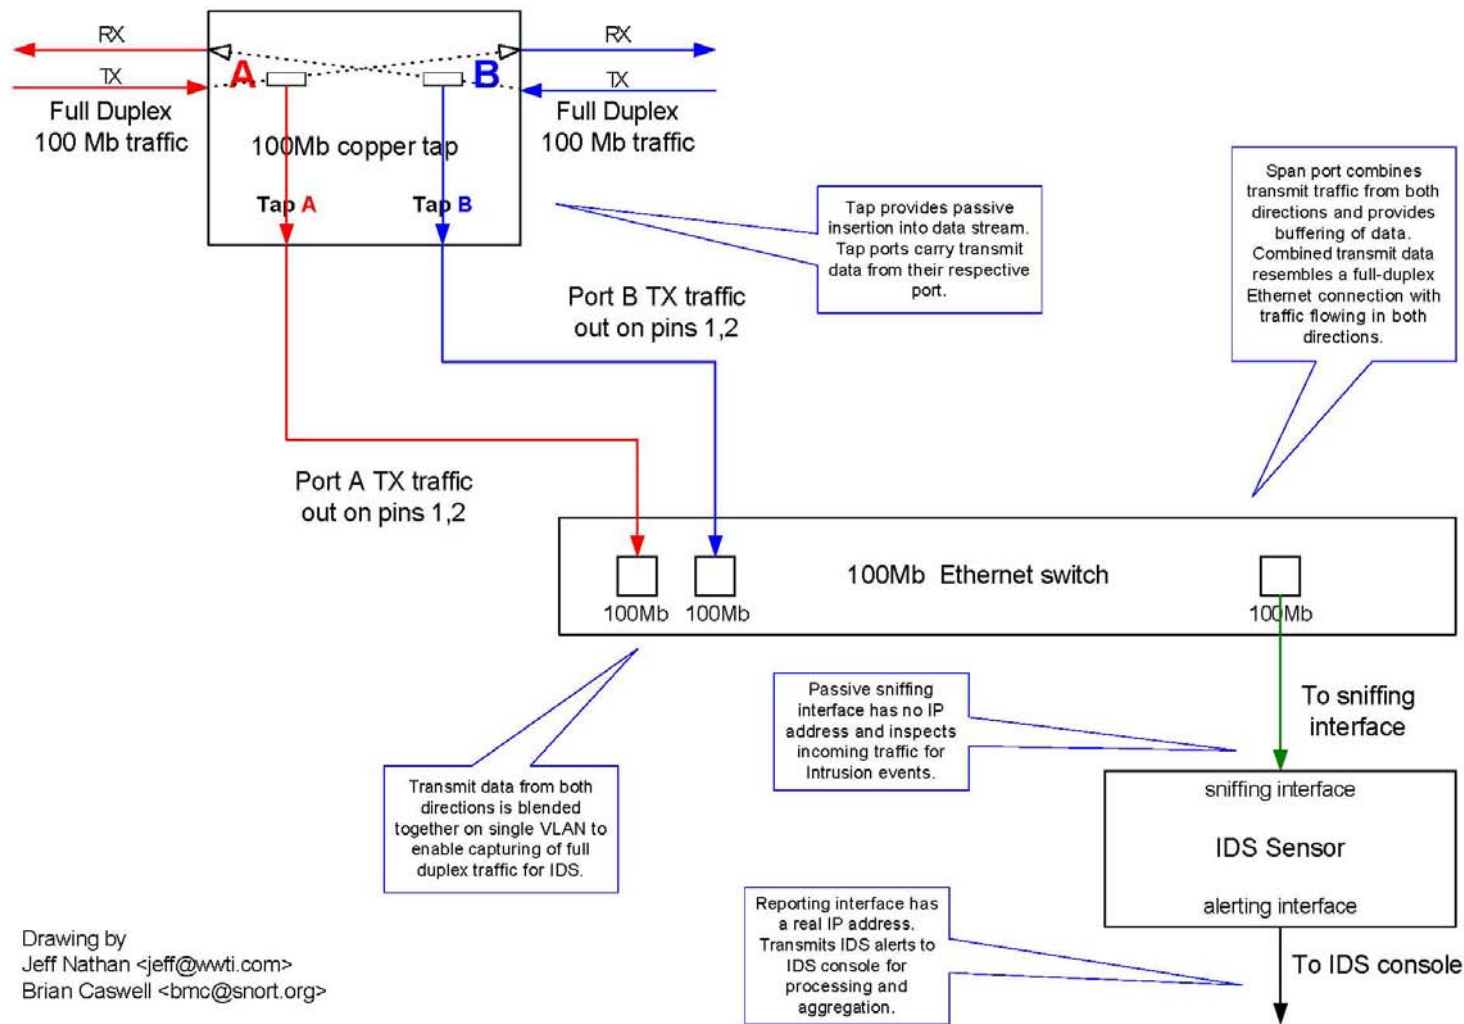 RX
RX
TX
A
B
TX
Full Duplex
100 Mb traffic
Full Duplex
100 Mb traffic
100Mb copper tap
Tap A
Tap B
Tap provides passive
insertion into data stream.
Tap ports carry transmit
data from their respective
port.
Span port combines
transmit traffic from both
directions and provides
buffering of data.
Combined transmit data
resembles a full-duplex
Ethernet connection with
traffic flowing in both
directions.
Port B TX traffic
out on pins 1,2
Port A TX traffic
out on pins 1,2
100Mb Ethernet switch
100Mb
100Mb
100Mb
Passive sniffing
interface has no IP
address and inspects
incoming traffic for
Intrusion events.
To sniffing
interface
Transmit data from both
directions is blended
together on single VLAN to
enable capturing of full
duplex traffic for IDS.
sniffing interface
IDS Sensor
alerting interface
Reporting interface has
a real IP address.
Transmits IDS alerts to
IDS console for
processing and
aggregation.
To IDS console
Drawing by
Jeff Nathan <jeff@wwti.com>
Brian Caswell <bmc@snort.org>